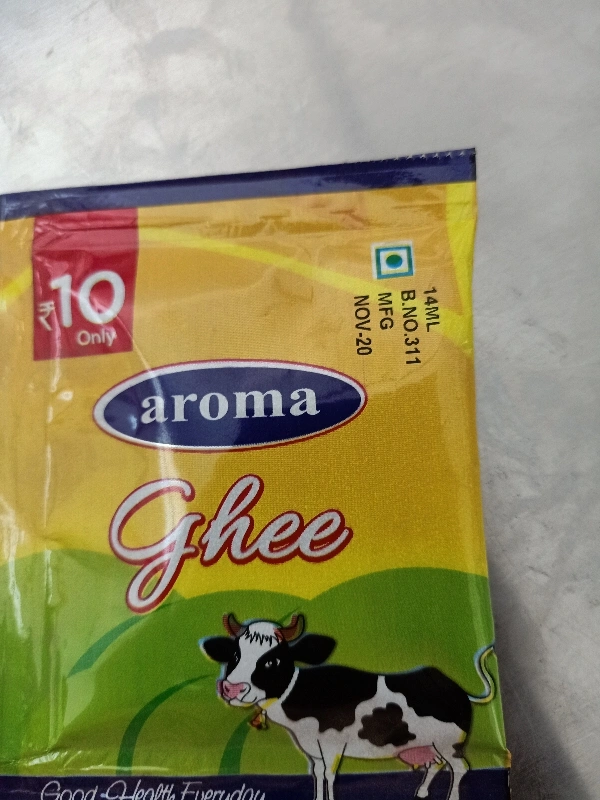 ₹10
Only
14ML
B.NO.311
MFG
NOV-20
aroma
Ghee
Good Health Everyday